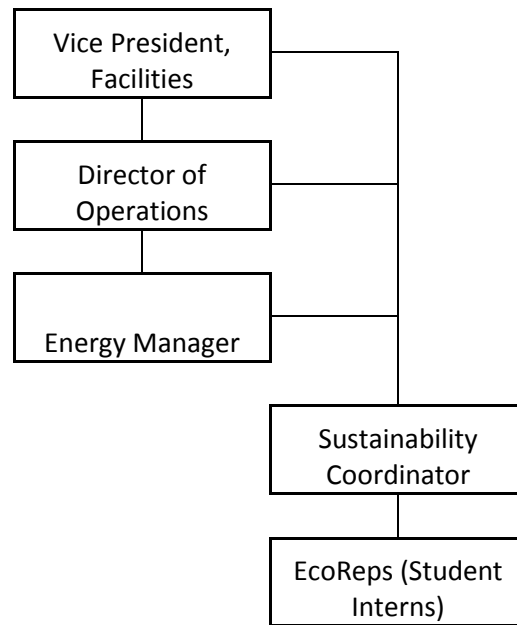 Vice President,
Facilities
Director of
Operations
Energy Manager
Sustainability
Coordinator
EcoReps (Student
Interns)